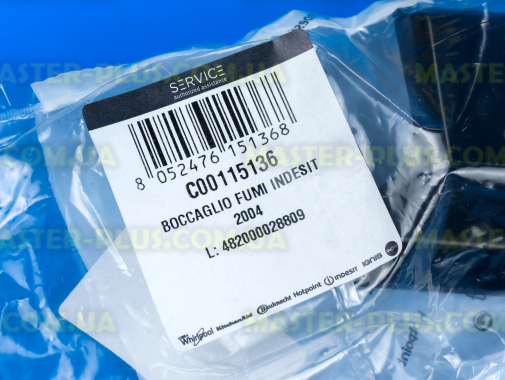 SERVICE
authorized assistance
8 052476 151368
C00115136
BOCCAGLIO FUMI INDESIT
2004
L: 482000028809
Whirlpool KitchenAid Bauknecht Hotpoint indesit IGNIS
MASTER-PLUS.COM.UA